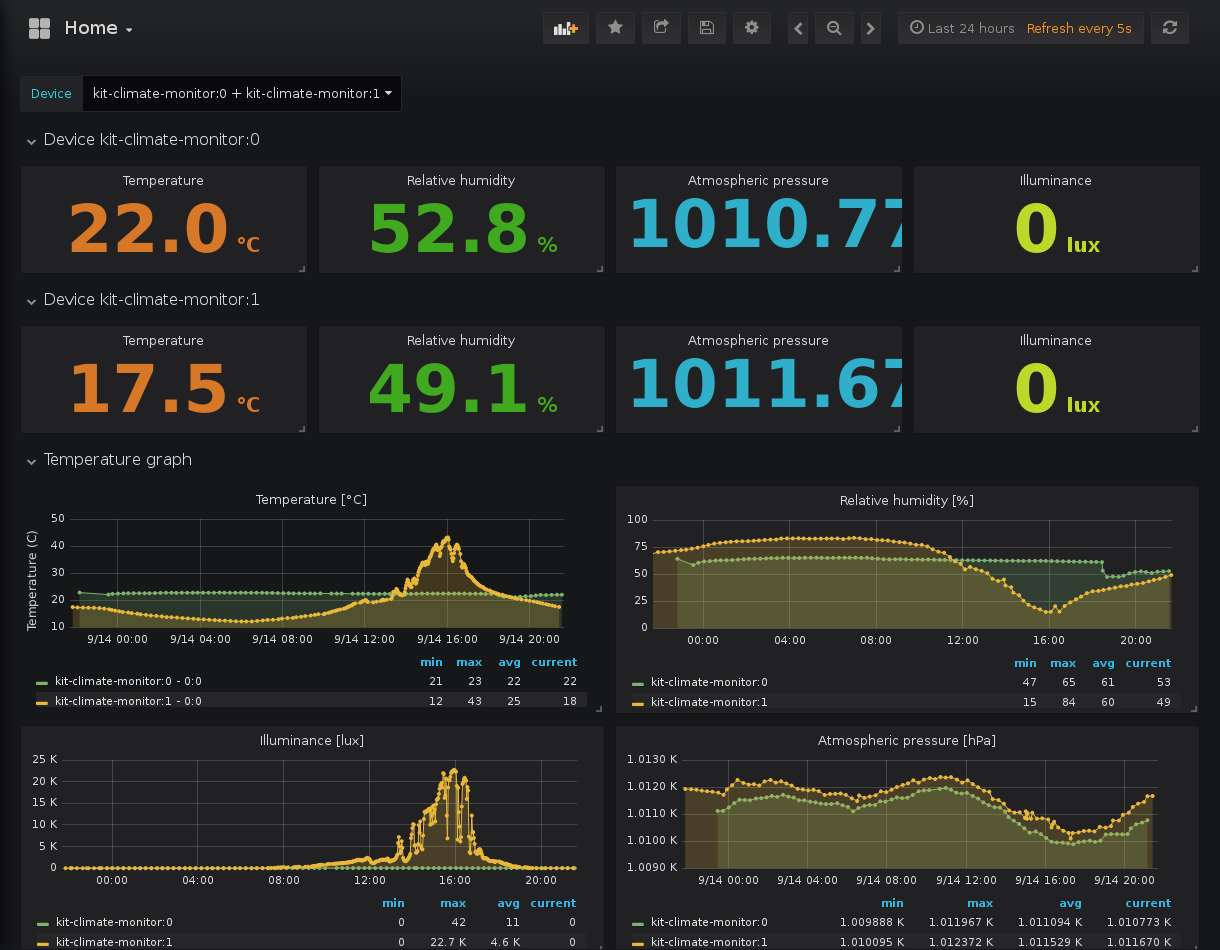 Home
Last 24 hours Refresh every 5s
Device kit-climate-monitor:0 + kit-climate-monitor:1
Device kit-climate-monitor:0
Temperature Relative humidity Atmospheric pressure Illuminance
22.0 °C 52.8 % 1010.77 0 lux
Device kit-climate-monitor:1
Temperature Relative humidity Atmospheric pressure Illuminance
17.5 °C 49.1 % 1011.67 0 lux
Temperature graph
Temperature [°C]
Temperature (C)
50
40
30
20
10
9/14 00:00 9/14 04:00 9/14 08:00 9/14 12:00 9/14 16:00 9/14 20:00
min max avg current
kit-climate-monitor:0 - 0:0 21 23 22 22
kit-climate-monitor:1 - 0:0 12 43 25 18
Relative humidity [%]
100
75
50
25
0
00:00 04:00 08:00 12:00 16:00 20:00
min max avg current
kit-climate-monitor:0 47 65 61 53
kit-climate-monitor:1 15 84 60 49
Illuminance [lux]
25 K
20 K
15 K
10 K
5 K
0
00:00 04:00 08:00 12:00 16:00 20:00
min max avg current
kit-climate-monitor:0 0 42 11 0
kit-climate-monitor:1 0 22.7 K 4.6 K 0
Atmospheric pressure [hPa]
1.0130 K
1.0120 K
1.0110 K
1.0100 K
1.0090 K
9/14 00:00 9/14 04:00 9/14 08:00 9/14 12:00 9/14 16:00 9/14 20:00
min max avg current
kit-climate-monitor:0 1.009888 K 1.011967 K 1.011094 K 1.010773 K
kit-climate-monitor:1 1.010095 K 1.012372 K 1.011529 K 1.011670 K